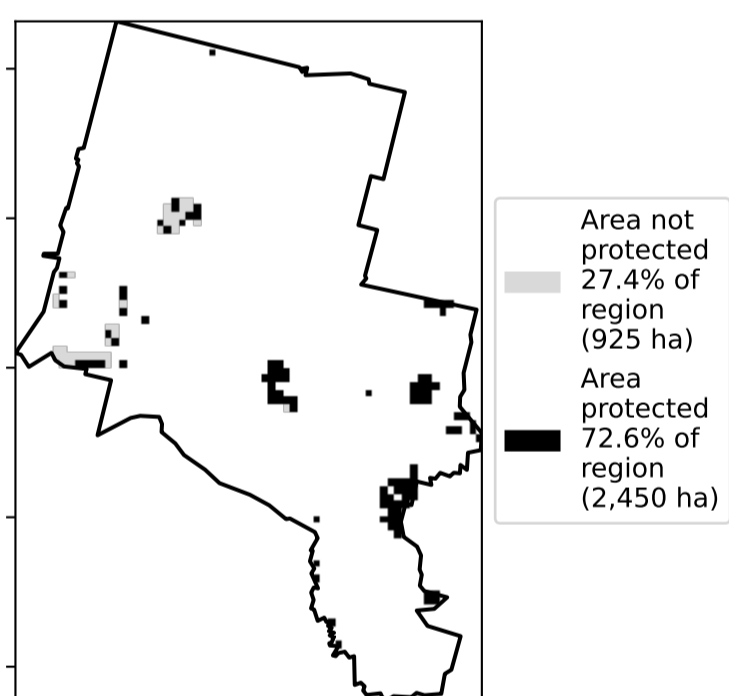 Area not
protected
27.4% of
region
(925 ha)
Area
protected
72.6% of
region
(2,450 ha)